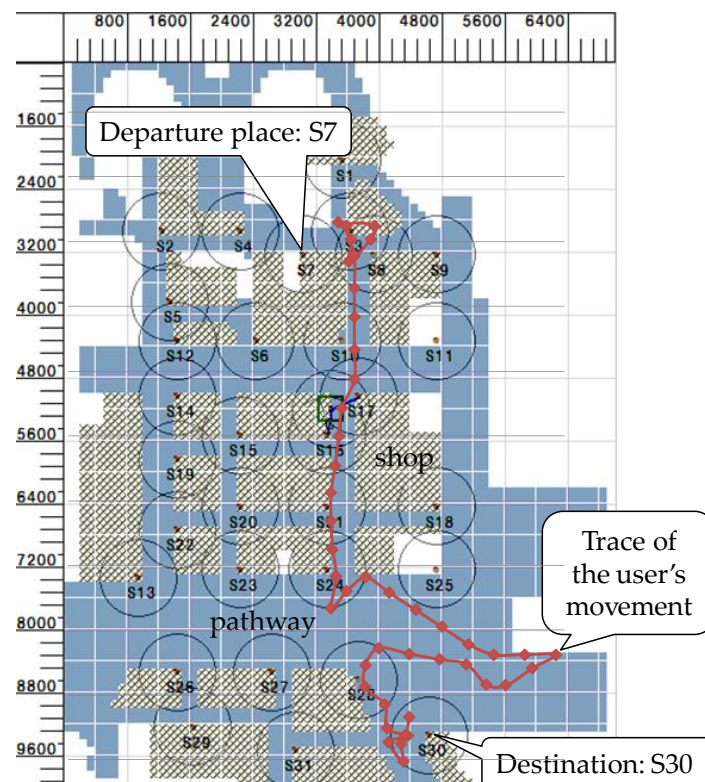 800 1600 2400 3200 4000 4800 5600 6400
1600
Departure place: S7
S1
2400
S2
S4
S3
3200
S7
S8
S9
4000
S5
S12
S6
S10
S11
4800
S14
S17
5600
S15
S16
shop
S19
6400
S20
S21
S18
S22
Trace of
the user's
movement
7200
S23
S24
S25
S13
8000
pathway
8800
S26
S27
S28
S29
S30
9600
S31
Destination: S30